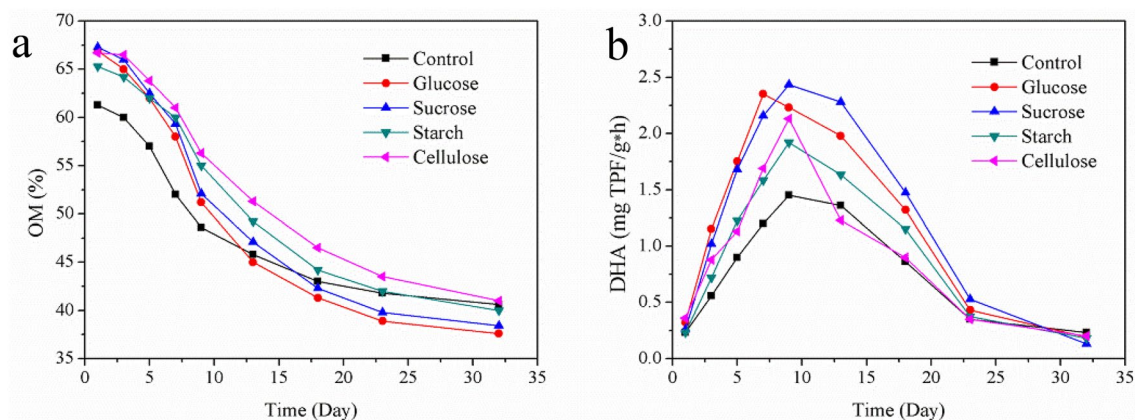 a
70
65
60
55
50
45
40
35
OM (%)
0 5 10 15 20 25 30 35
Time (Day)
Control
Glucose
Sucrose
Starch
Cellulose
b
3.0
2.5
2.0
1.5
1.0
0.5
0.0
DHA (mg TPF/g*h)
0 5 10 15 20 25 30 35
Time (Day)
Control
Glucose
Sucrose
Starch
Cellulose